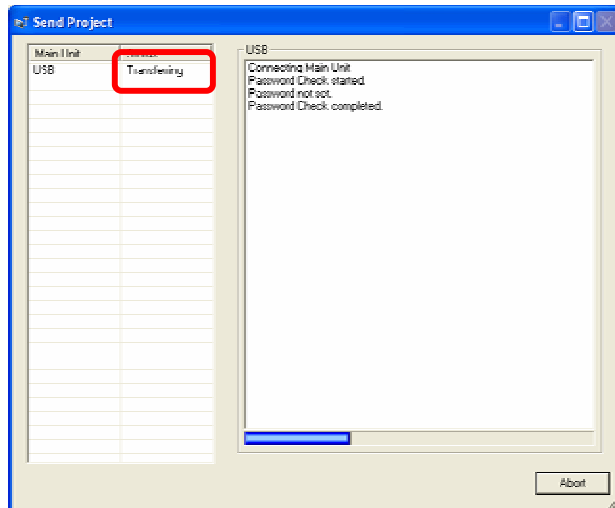 Send Project
Main Unit
USB
Transferring
USB
Connecting Main Unit
Password Check started.
Password not set.
Password Check completed.
Abort